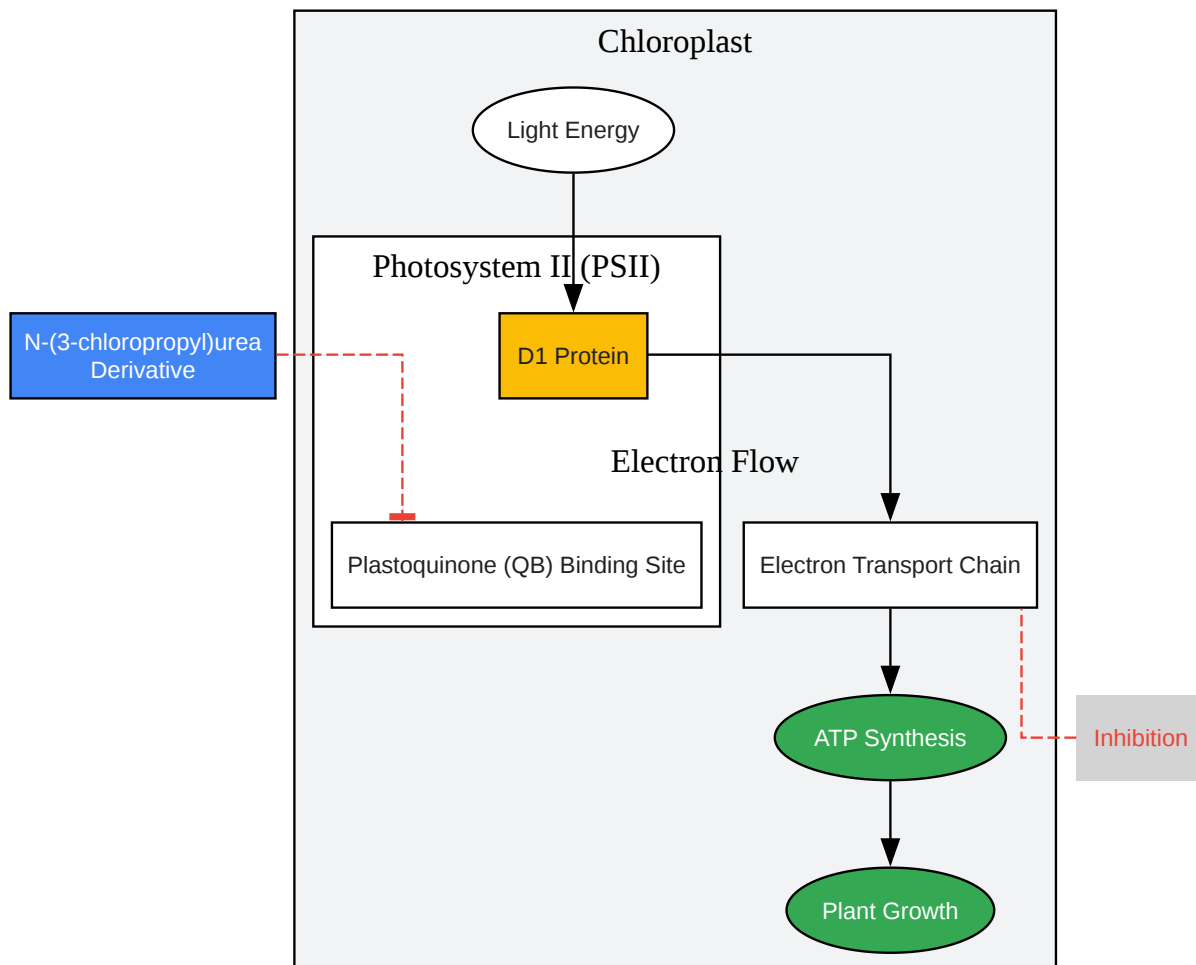 Chloroplast
Light Energy
Photosystem II (PSII)
N-(3-chloropropyl)urea
Derivative
D1 Protein
Electron Flow
Plastoquinone (QB) Binding Site
Electron Transport Chain
ATP Synthesis
Inhibition
Plant Growth